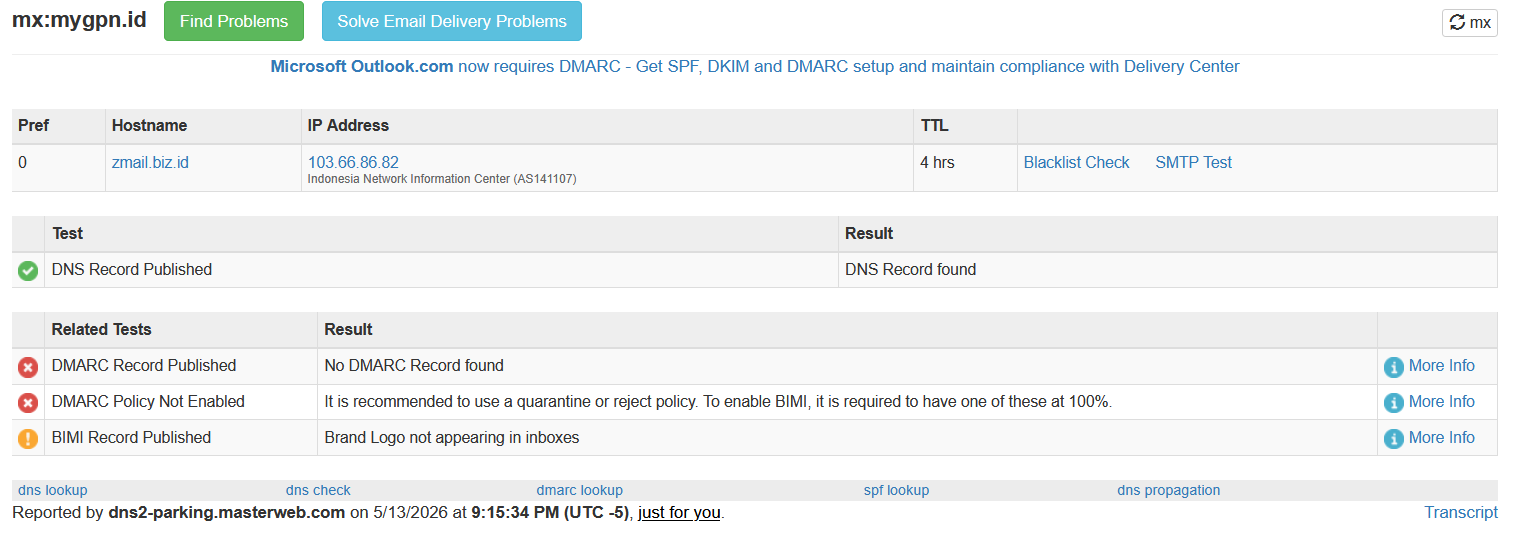 mx:mygpn.id Find Problems Solve Email Delivery Problems mx
Microsoft Outlook.com now requires DMARC - Get SPF, DKIM and DMARC setup and maintain compliance with Delivery Center
Pref Hostname IP Address TTL
0 zmail.biz.id 103.66.86.82 4 hrs Blacklist Check SMTP Test
Indonesia Network Information Center (AS141107)
Test Result
DNS Record Published DNS Record found
Related Tests Result
DMARC Record Published No DMARC Record found More Info
DMARC Policy Not Enabled It is recommended to use a quarantine or reject policy. To enable BIMI, it is required to have one of these at 100%. More Info
BIMI Record Published Brand Logo not appearing in inboxes More Info
dns lookup dns check dmarc lookup spf lookup dns propagation
Reported by dns2-parking.masterweb.com on 5/13/2026 at 9:15:34 PM (UTC -5), just for you. Transcript